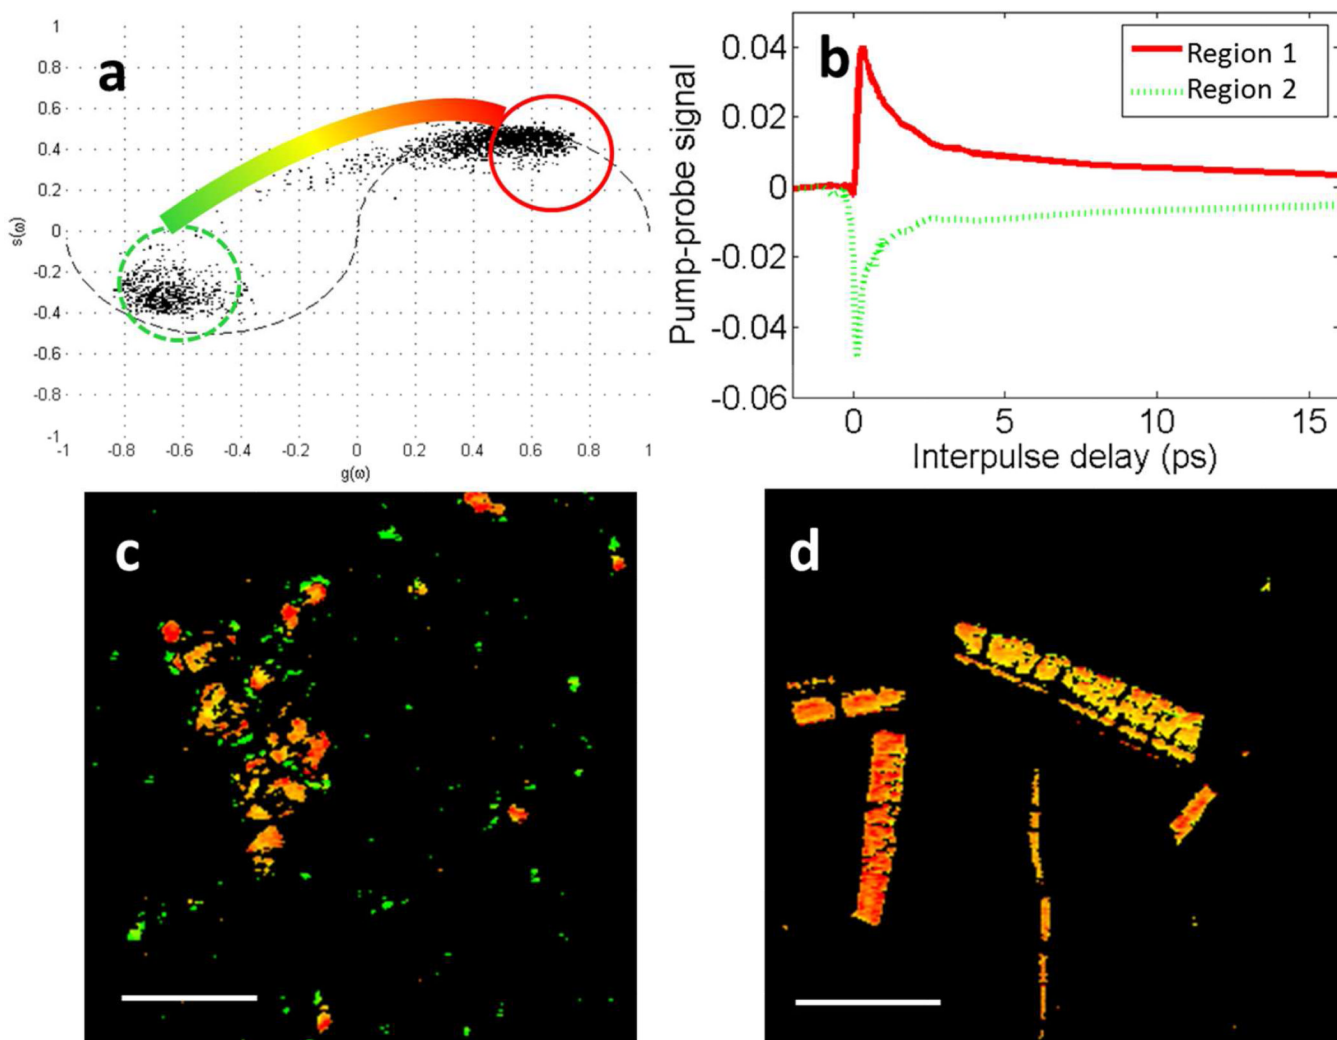 a
1
0.8
0.6
0.4
0.2
0
-0.2
-0.4
-0.6
-0.8
-1
s(ω)
-1 -0.8 -0.6 -0.4 -0.2 0 0.2 0.4 0.6 0.8 1
g(ω)
b
Region 1
Region 2
0.04
0.02
0
-0.02
-0.04
-0.06
Pump-probe signal
0 5 10 15
Interpulse delay (ps)
c
d